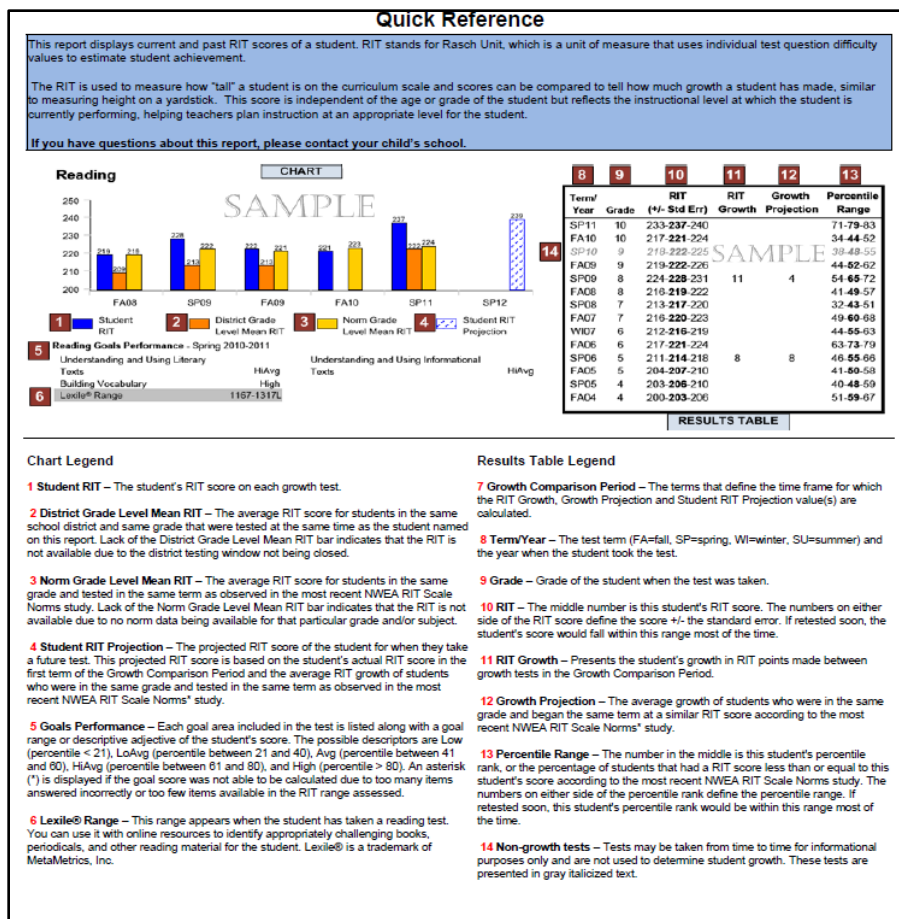 Quick Reference
This report displays current and past RIT scores of a student. RIT stands for Rasch Unit, which is a unit of measure that uses individual test question difficulty
values to estimate student achievement.
The RIT is used to measure how "tall" a student is on the curriculum scale and scores can be compared to tell how much growth a student has made, similar
to measuring height on a yardstick. This score is independent of the age or grade of the student but reflects the instructional level at which the student is
currently performing, helping teachers plan instruction at an appropriate level for the student.
If you have questions about this report, please contact your child's school.
Reading
CHART
SAMPLE
250
240
230
220
210
200
219 209 219
228 213 222
222 213 221
221 223
237 222 224
239
FA08 SP09 FA09 FA10 SP11 SP12
1 Student RIT
2 District Grade Level Mean RIT
3 Norm Grade Level Mean RIT
4 Student RIT Projection
5 Reading Goals Performance - Spring 2010-2011
Understanding and Using Literary Texts HiAvg
Understanding and Using Informational Texts HiAvg
Building Vocabulary High
6 Lexile® Range 1167-1317L
8 9 10 11 12 13
Term/Year Grade RIT (+/- Std Err) RIT Growth Growth Projection Percentile Range
SP11 10 233-237-240 71-79-83
FA10 10 217-221-224 34-44-52
14 SP10 9 218-222-225 38-48-55
SAMPLE
FA09 9 219-222-226 44-52-62
SP09 8 224-228-231 11 4 54-65-72
FA08 8 216-219-222 41-49-57
SP08 7 213-217-220 32-43-51
FA07 7 216-220-223 49-60-68
WI07 6 212-216-219 44-55-63
FA06 6 217-221-224 63-73-79
SP06 5 211-214-218 8 8 46-55-66
FA05 5 204-207-210 41-50-58
SP05 4 203-206-210 40-48-59
FA04 4 200-203-206 51-59-67
RESULTS TABLE
Chart Legend
1 Student RIT – The student's RIT score on each growth test.
2 District Grade Level Mean RIT – The average RIT score for students in the same
school district and same grade that were tested at the same time as the student named
on this report. Lack of the District Grade Level Mean RIT bar indicates that the RIT is
not available due to the district testing window not being closed.
3 Norm Grade Level Mean RIT – The average RIT score for students in the same
grade and tested in the same term as observed in the most recent NWEA RIT Scale
Norms study. Lack of the Norm Grade Level Mean RIT bar indicates that the RIT is not
available due to no norm data being available for that particular grade and/or subject.
4 Student RIT Projection – The projected RIT score of the student for when they take
a future test. This projected RIT score is based on the student's actual RIT score in the
first term of the Growth Comparison Period and the average RIT growth of students
who were in the same grade and tested in the same term as observed in the most
recent NWEA RIT Scale Norms* study.
5 Goals Performance – Each goal area included in the test is listed along with a goal
range or descriptive adjective of the student's score. The possible descriptors are Low
(percentile < 21), LoAvg (percentile between 21 and 40), Avg (percentile between 41
and 60), HiAvg (percentile between 61 and 80), and High (percentile > 80). An asterisk
(*) is displayed if the goal score was not able to be calculated due to too many items
answered incorrectly or too few items available in the RIT range assessed.
6 Lexile® Range – This range appears when the student has taken a reading test.
You can use it with online resources to identify appropriately challenging books,
periodicals, and other reading material for the student. Lexile® is a trademark of
MetaMetrics, Inc.
Results Table Legend
7 Growth Comparison Period – The terms that define the time frame for which
the RIT Growth, Growth Projection and Student RIT Projection value(s) are
calculated.
8 Term/Year – The test term (FA=fall, SP=spring, WI=winter, SU=summer) and
the year when the student took the test.
9 Grade – Grade of the student when the test was taken.
10 RIT – The middle number is this student's RIT score. The numbers on either
side of the RIT score define the score +/- the standard error. If retested soon, the
student's score would fall within this range most of the time.
11 RIT Growth – Presents the student's growth in RIT points made between
growth tests in the Growth Comparison Period.
12 Growth Projection – The average growth of students who were in the same
grade and began the same term at a similar RIT score according to the most
recent NWEA RIT Scale Norms* study.
13 Percentile Range – The number in the middle is this student's percentile
rank, or the percentage of students that had a RIT score less than or equal to this
student's score according to the most recent NWEA RIT Scale Norms study. The
numbers on either side of the percentile rank define the percentile range. If
retested soon, this student's percentile rank would be within this range most of
the time.
14 Non-growth tests – Tests may be taken from time to time for informational
purposes only and are not used to determine student growth. These tests are
presented in gray italicized text.